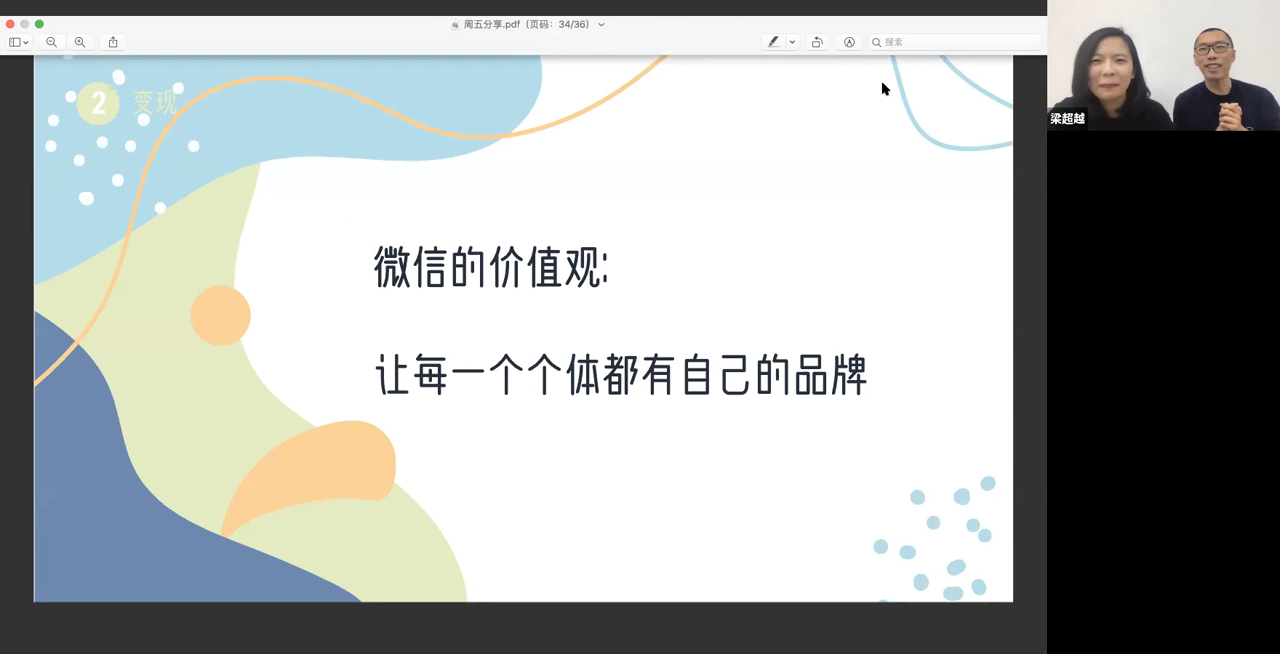 周五分享.pdf（页码：34/36）
搜索
2 变现
微信的价值观:
让每一个个体都有自己的品牌
梁超越